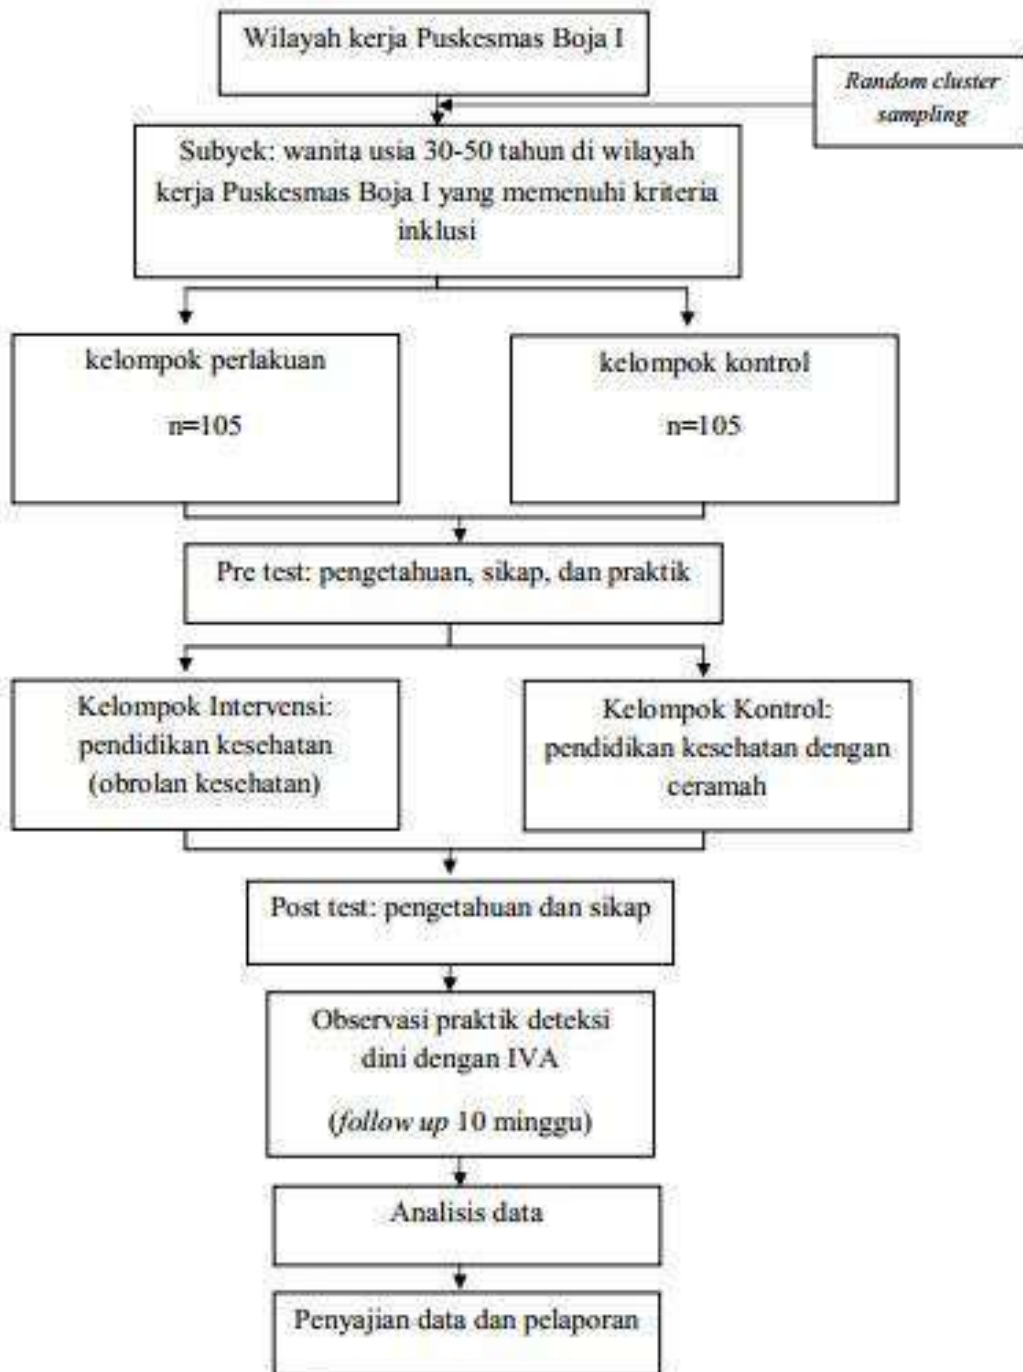 Wilayah kerja Puskesmas Boja I
Random cluster
sampling
Subyek: wanita usia 30-50 tahun di wilayah
kerja Puskesmas Boja I yang memenuhi kriteria
inklusi
kelompok perlakuan
n=105
kelompok kontrol
n=105
Pre test: pengetahuan, sikap, dan praktik
Kelompok Intervensi:
pendidikan kesehatan
(obrolan kesehatan)
Kelompok Kontrol:
pendidikan kesehatan dengan
ceramah
Post test: pengetahuan dan sikap
Observasi praktik deteksi
dini dengan IVA
(follow up 10 minggu)
Analisis data
Penyajian data dan pelaporan